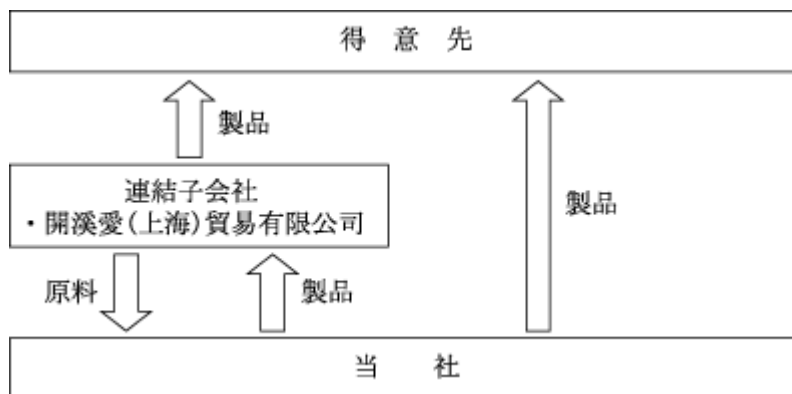 得意先
製品
連結子会社
・開溪愛(上海)貿易有限公司
製品
原料
製品
当社